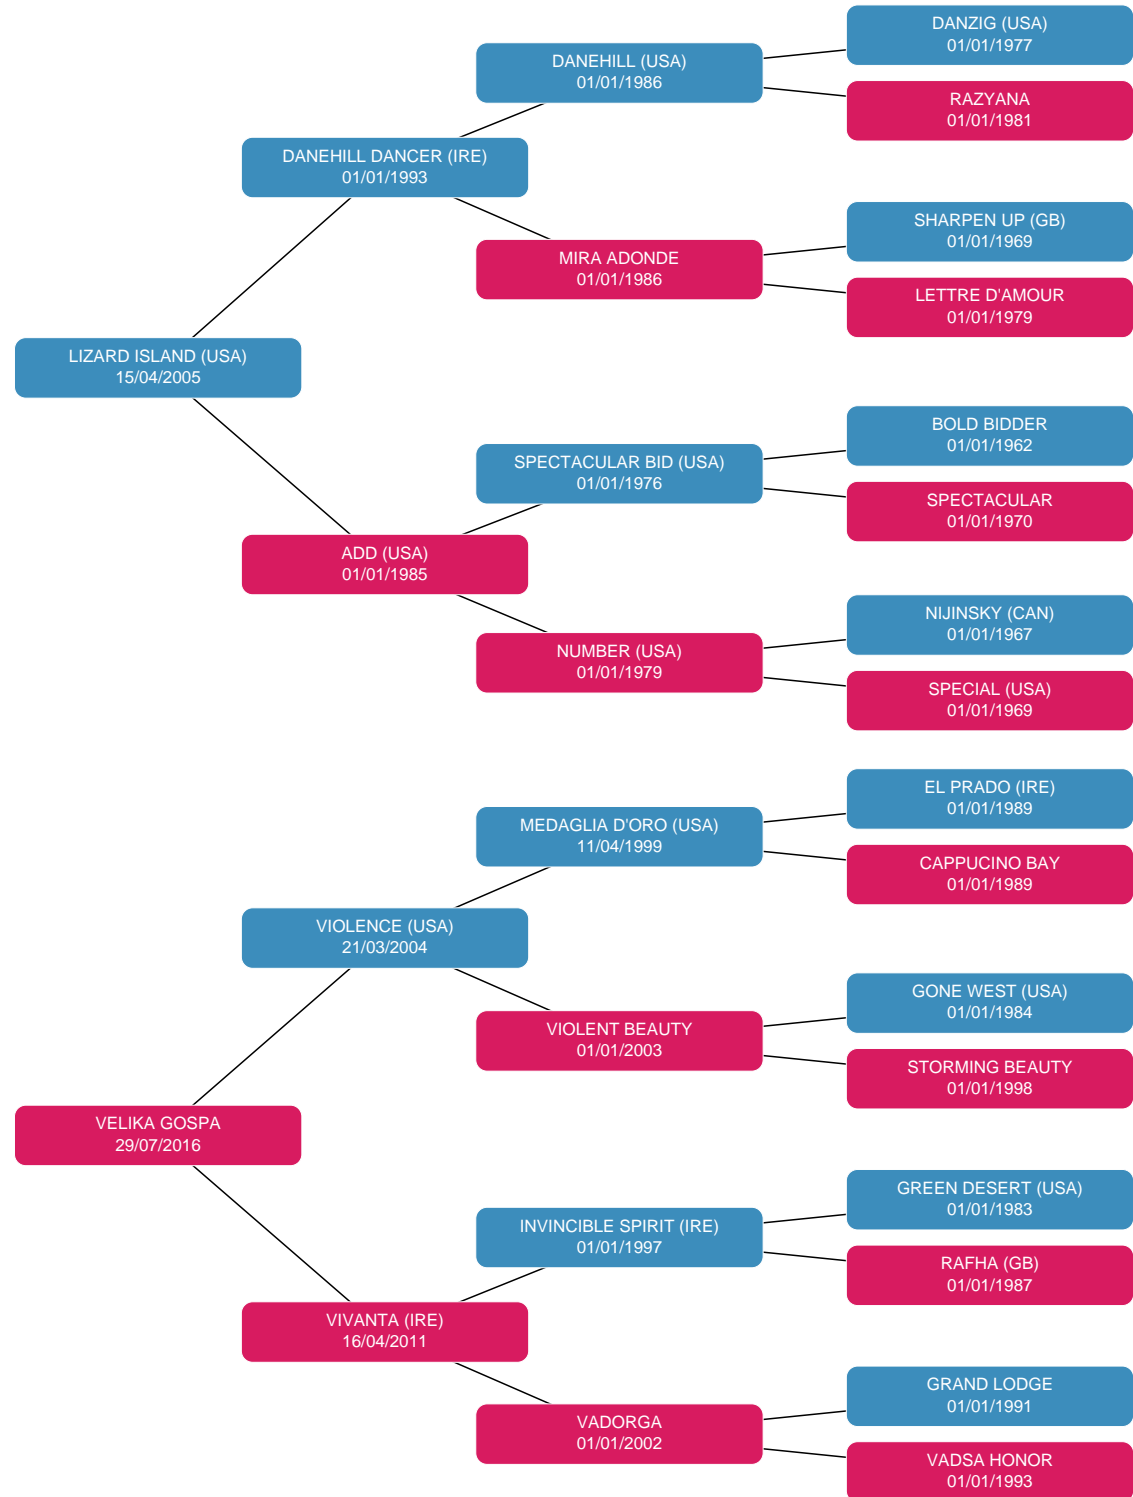 DANZIG (USA)
01/01/1977
DANEHILL (USA)
01/01/1986
RAZYANA
01/01/1981
DANEHILL DANCER (IRE)
01/01/1993
SHARPEN UP (GB)
01/01/1969
MIRA ADONDE
01/01/1986
LETTRE D'AMOUR
01/01/1979
LIZARD ISLAND (USA)
15/04/2005
BOLD BIDDER
01/01/1962
SPECTACULAR BID (USA)
01/01/1976
SPECTACULAR
01/01/1970
ADD (USA)
01/01/1985
NIJINSKY (CAN)
01/01/1967
NUMBER (USA)
01/01/1979
SPECIAL (USA)
01/01/1969
EL PRADO (IRE)
01/01/1989
MEDAGLIA D'ORO (USA)
11/04/1999
CAPPUCINO BAY
01/01/1989
VIOLENCE (USA)
21/03/2004
GONE WEST (USA)
01/01/1984
VIOLENT BEAUTY
01/01/2003
STORMING BEAUTY
01/01/1998
VELIKA GOSPA
29/07/2016
GREEN DESERT (USA)
01/01/1983
INVINCIBLE SPIRIT (IRE)
01/01/1997
RAFHA (GB)
01/01/1987
VIVANTA (IRE)
16/04/2011
GRAND LODGE
01/01/1991
VADORGA
01/01/2002
VADSA HONOR
01/01/1993